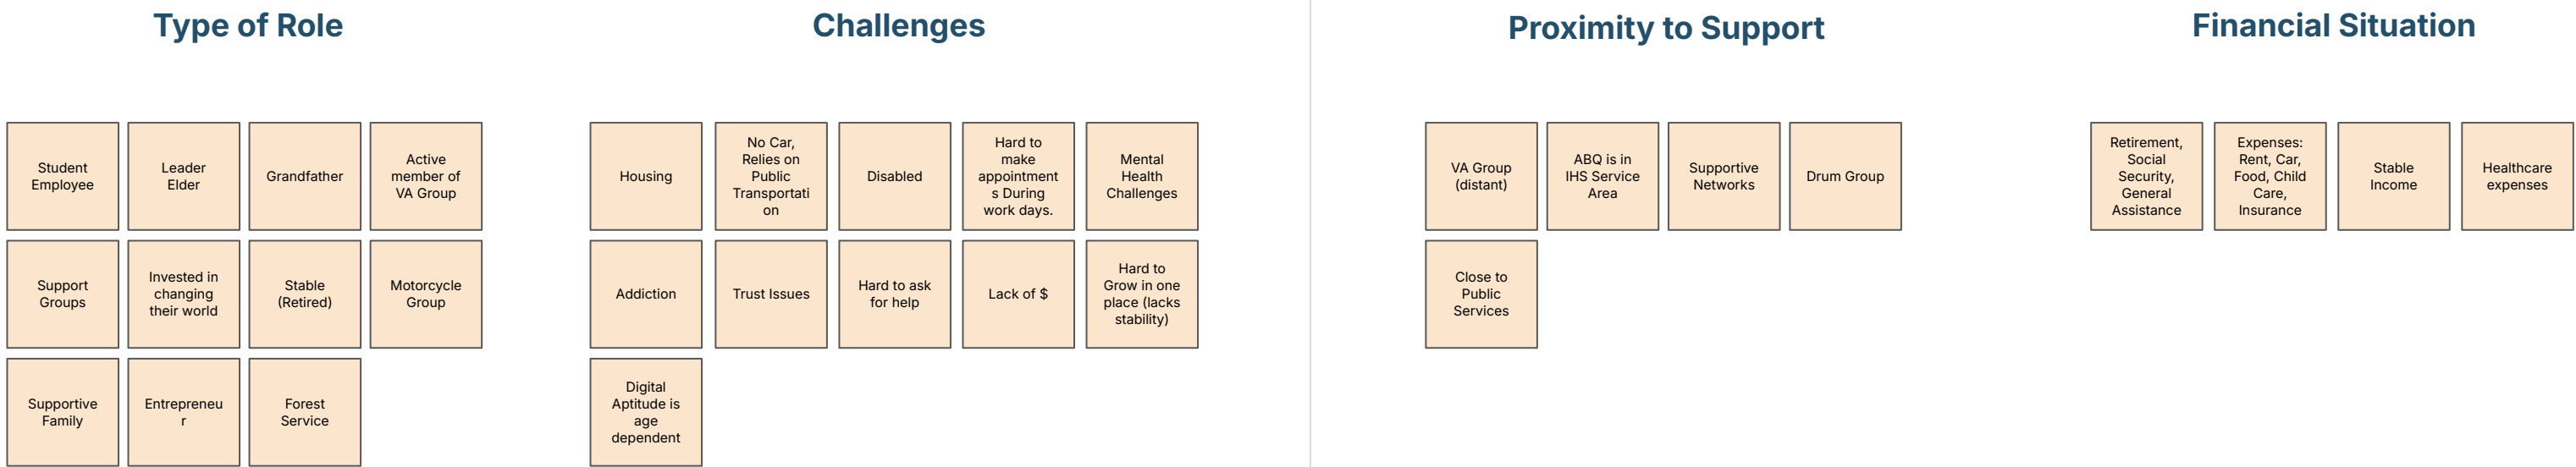 Type of Role
Student
Employee
Leader
Elder
Grandfather
Active
member of
VA Group
Support
Groups
Invested in
changing
their world
Stable
(Retired)
Motorcycle
Group
Supportive
Family
Entrepreneu
r
Forest
Service
Challenges
Housing
No Car,
Relies on
Public
Transportati
on
Disabled
Hard to
make
appointment
s During
work days.
Mental
Health
Challenges
Addiction
Trust Issues
Hard to ask
for help
Lack of $
Hard to
Grow in one
place (lacks
stability)
Digital
Aptitude is
age
dependent
Proximity to Support
VA Group
(distant)
ABQ is in
IHS Service
Area
Supportive
Networks
Drum Group
Close to
Public
Services
Financial Situation
Retirement,
Social
Security,
General
Assistance
Expenses:
Rent, Car,
Food, Child
Care,
Insurance
Stable
Income
Healthcare
expenses